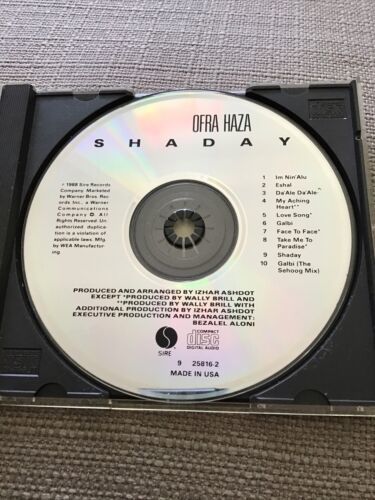 OFRA HAZA
SHADAY
℗ 1988 Sire Records
Company. Marketed
by Warner Bros. Rec
ords Inc., a Warner
Communications
Company Ⓞ. All
Rights Reserved. Un
authorized duplica-
tion is a violation of
applicable laws. Mfg.
by WEA Manufactur-
ing.
1 Im Nin'Alu
2 Eshal
3 Da'Ale Da'Ale*
4 My Aching
Heart**
5 Love Song*
6 Galbi
7 Face To Face*
8 Take Me To
Paradise*
9 Shaday
10 Galbi (The
Sehoog Mix)
PRODUCED AND ARRANGED BY IZHAR ASHDOT
EXCEPT *PRODUCED BY WALLY BRILL AND
**PRODUCED BY WALLY BRILL WITH
ADDITIONAL PRODUCTION BY IZHAR ASHDOT
EXECUTIVE PRODUCTION AND MANAGEMENT:
BEZALEL ALONI
S
SIRE
COMPACT
disc
DIGITAL AUDIO
9 25816-2
MADE IN USA